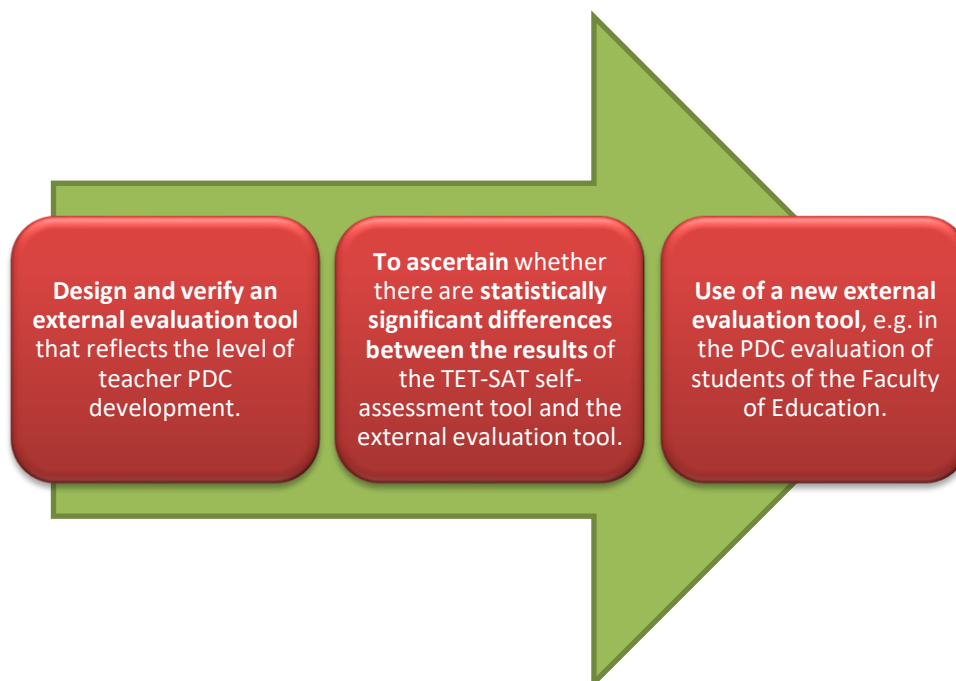 Design and verify an
external evaluation tool
that reflects the level of
teacher PDC
development.
To ascertain whether
there are statistically
significant differences
between the results of
the TET-SAT self-
assessment tool and the
external evaluation tool.
Use of a new external
evaluation tool, e.g. in
the PDC evaluation of
students of the Faculty
of Education.